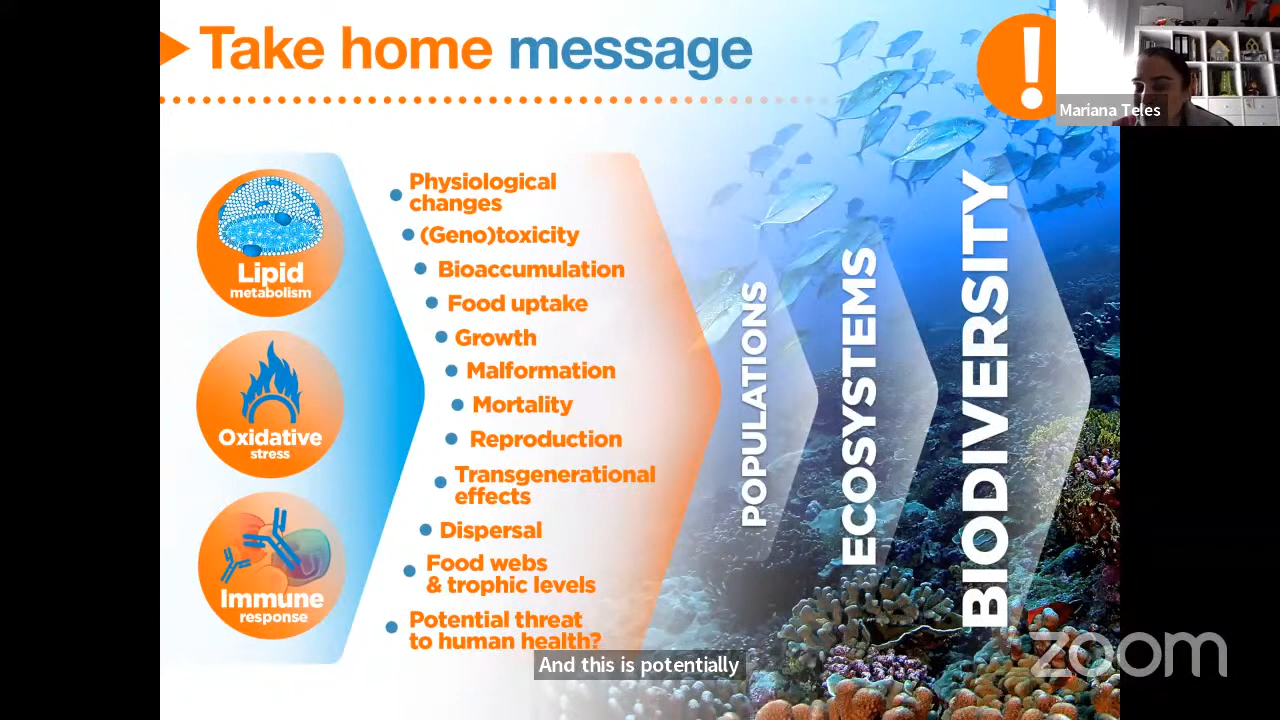 Take home message
!
Mariana Teles
Lipid
metabolism
Oxidative
stress
Immune
response
Physiological
changes
(Geno)toxicity
Bioaccumulation
Food uptake
Growth
Malformation
Mortality
Reproduction
Transgenerational
effects
Dispersal
Food webs
& trophic levels
Potential threat
to human health?
POPULATIONS
ECOSYSTEMS
BIODIVERSITY
And this is potentially
zoom